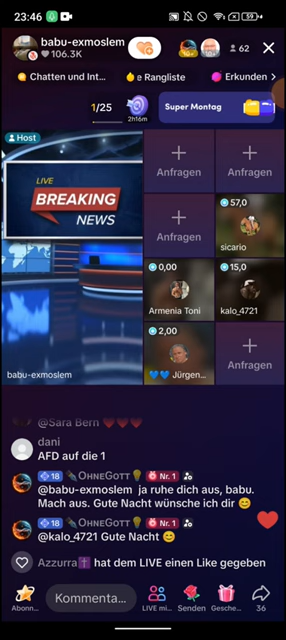 23:46
59
babu-exmoslem
106.3K
62
Chatten und Int...
e Rangliste
Erkunden
1/25
2h16m
Super Montag
Host
Anfragen
Anfragen
LIVE
BREAKING
NEWS
Anfragen
57,0
sicario
0,00
Armenia Toni
15,0
kalo_4721
babu-exmoslem
2,00
Jürgen...
Anfragen
@Sara Bern
dani
AFD auf die 1
18 OHNEGOTT Nr. 1
@babu-exmoslem ja ruhe dich aus, babu.
Mach aus. Gute Nacht wünsche ich dir
18 OHNEGOTT Nr. 1
@kalo_4721 Gute Nacht
Azzurra hat dem LIVE einen Like gegeben
Abonn...
Kommenta...
LIVE mi...
Senden
Gesche...
36